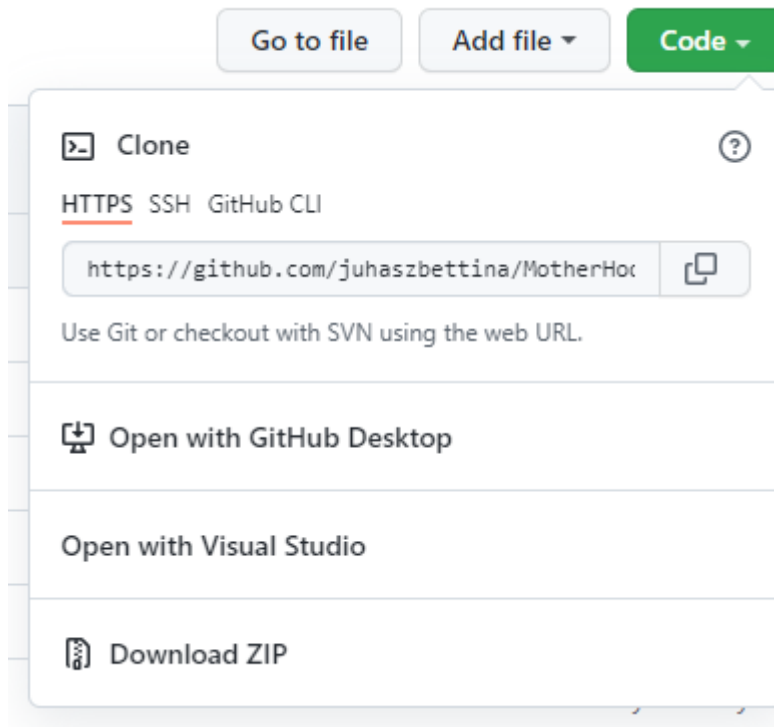 Go to file Add file Code
Clone
HTTPS SSH GitHub CLI
https://github.com/juhaszbettina/MotherHoo
Use Git or checkout with SVN using the web URL.
Open with GitHub Desktop
Open with Visual Studio
Download ZIP